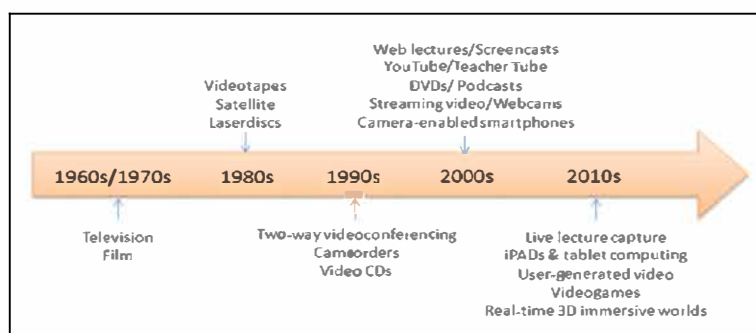 Web lectures/Screencasts
YouTube/Teacher Tube
DVDs/ Podcasts
Streaming video/Webcams
Camera-enabled smartphones
Videotapes
Satellite
Laserdiscs
1960s/1970s 1980s 1990s 2000s 2010s
Television
Film
Two-way videoconferencing
Camcorders
Video CDs
Live lecture capture
iPADs & tablet computing
User-generated video
Videogames
Real-time 3D immersive worlds